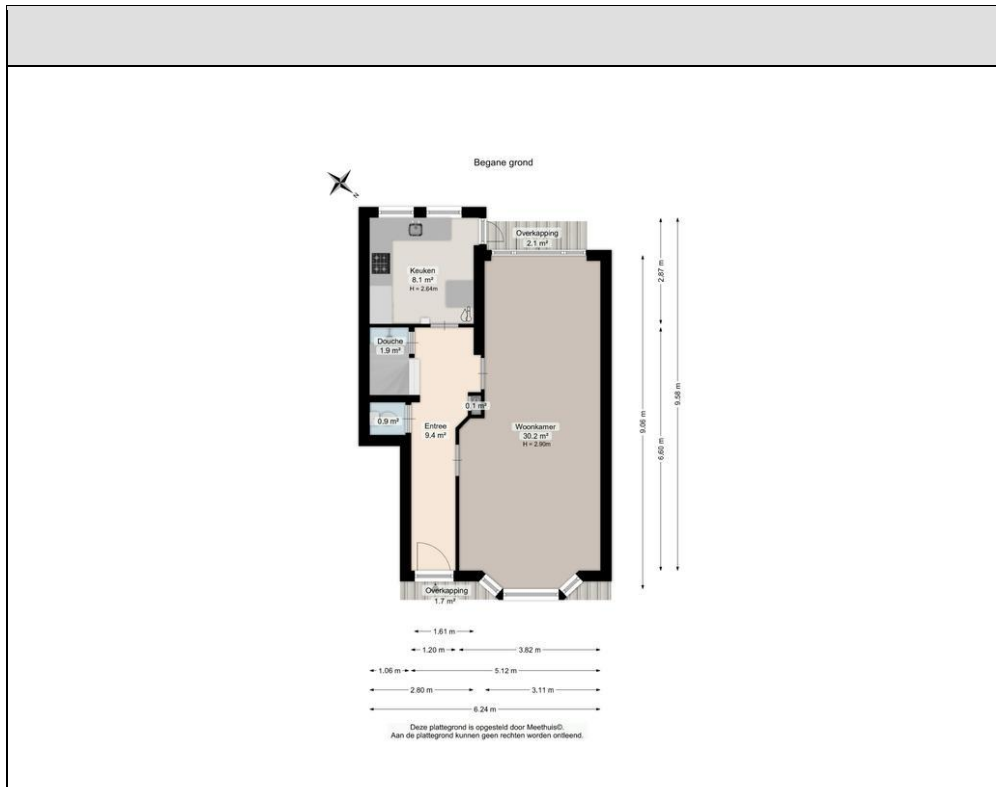 Begane grond
N
Overkapping
2.1 m²
Keuken
8.1 m²
H = 2.64m
2.87 m
Douche
1.9 m²
9.58 m
0.1 m²
9.06 m
0.9 m²
Entree
9.4 m²
Woonkamer
30.2 m²
H = 2.90m
6.60 m
Overkapping
1.7 m²
1.61 m
1.20 m
3.82 m
1.06 m
5.12 m
2.80 m
3.11 m
6.24 m
Deze plattegrond is opgesteld door Meethuis©.
Aan de plattegrond kunnen geen rechten worden ontleend.